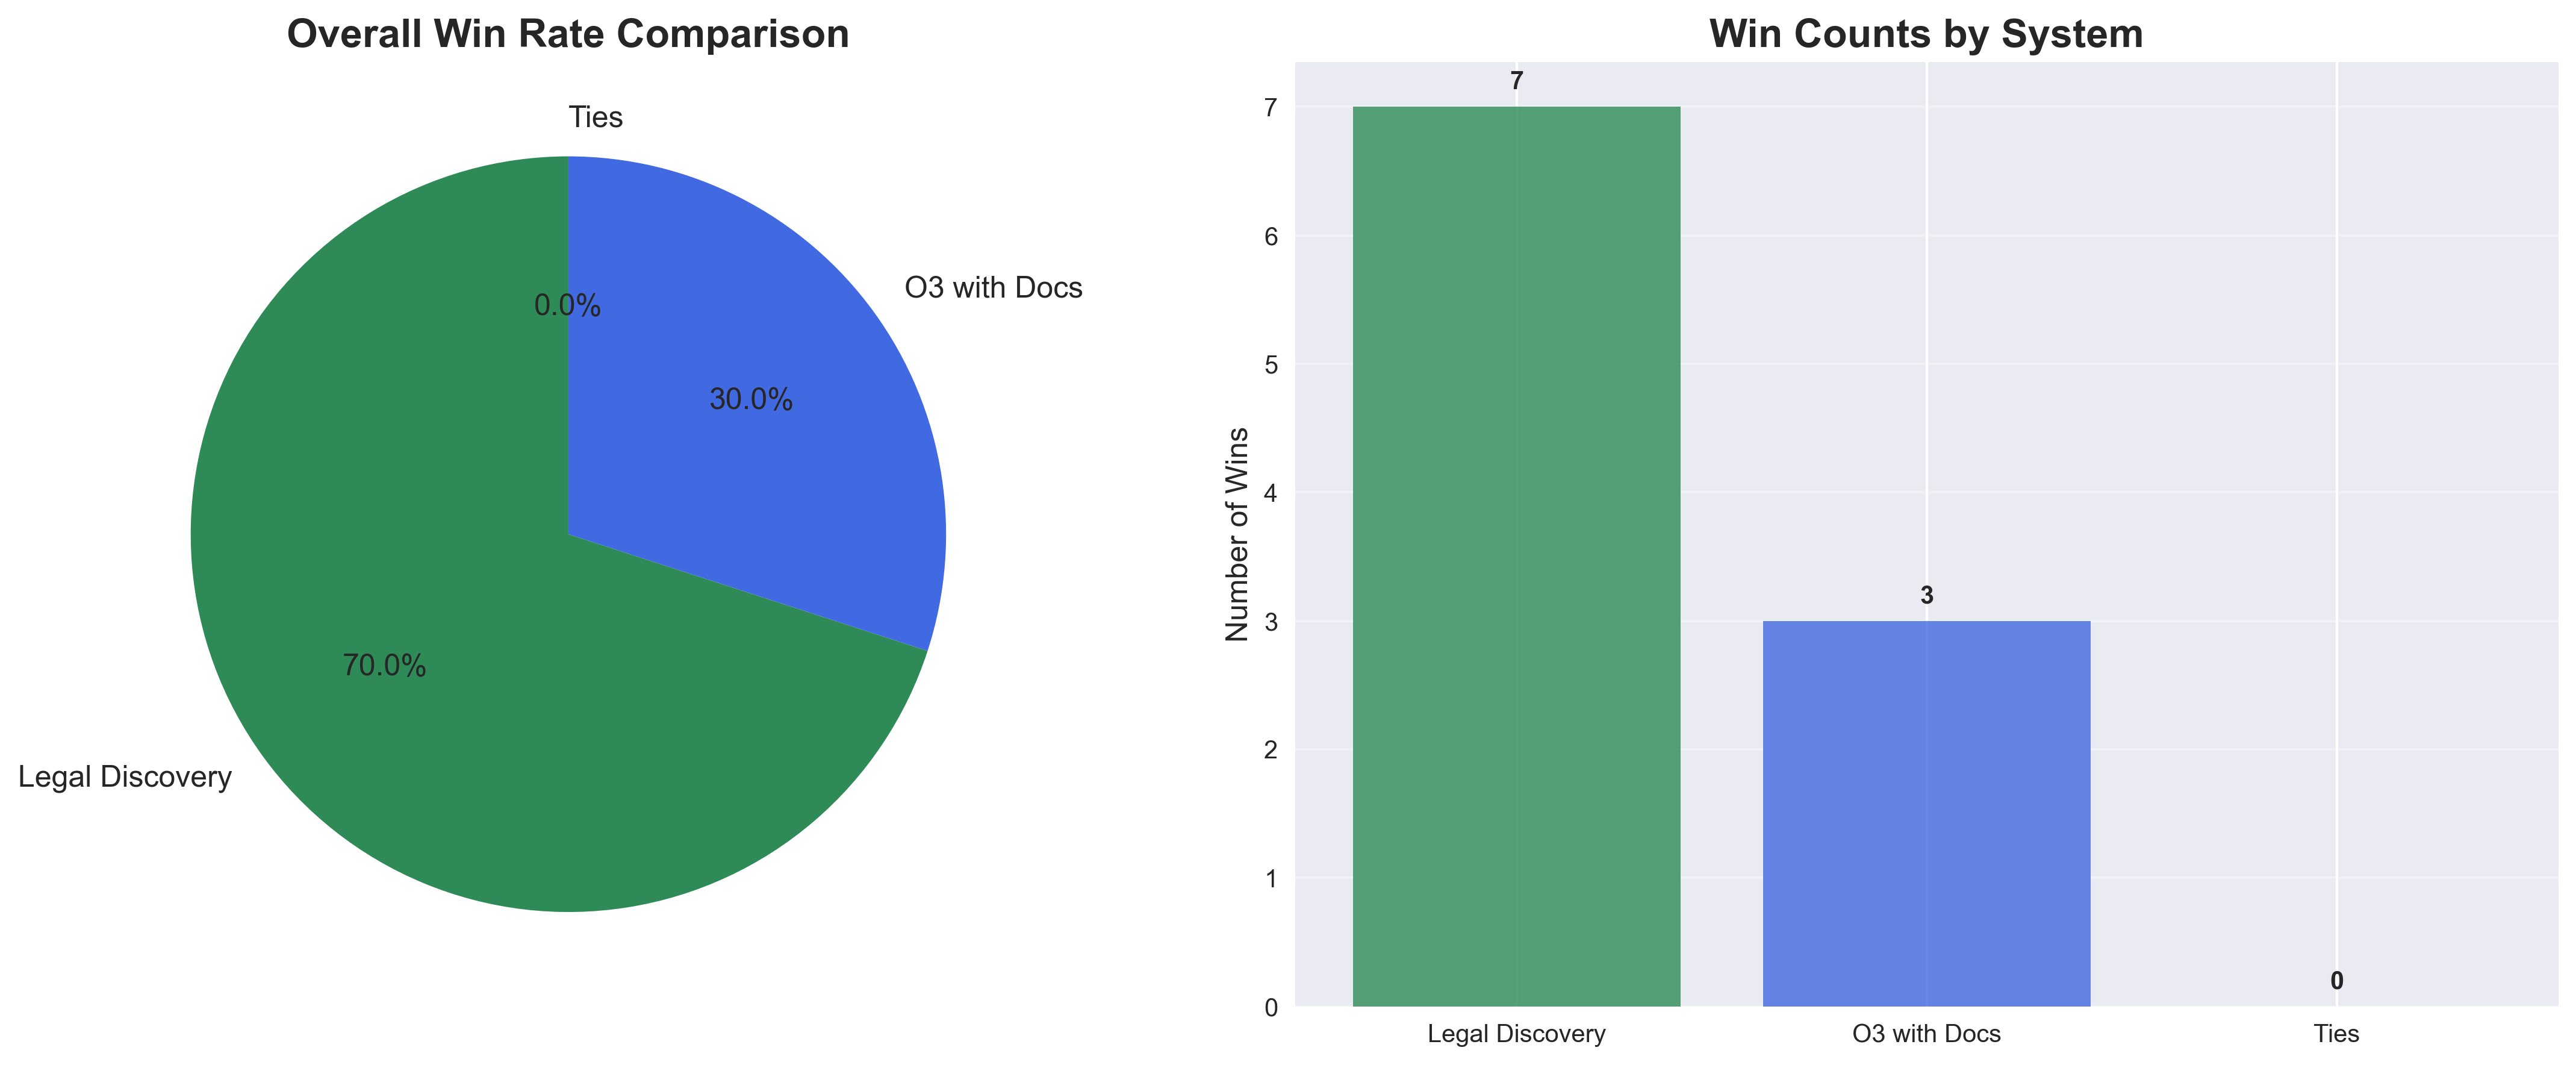 Overall Win Rate Comparison
Ties
O3 with Docs
0.0%
30.0%
70.0%
Legal Discovery
Win Counts by System
Number of Wins
7
6
5
4
3
2
1
0
7
3
0
Legal Discovery
O3 with Docs
Ties